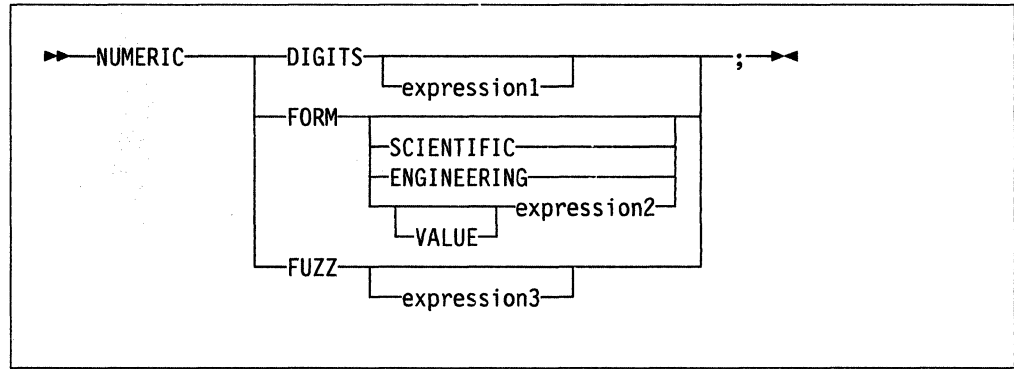 NUMERIC DIGITS ;
expression1
FORM
SCIENTIFIC
ENGINEERING
expression2
VALUE
FUZZ
expression3